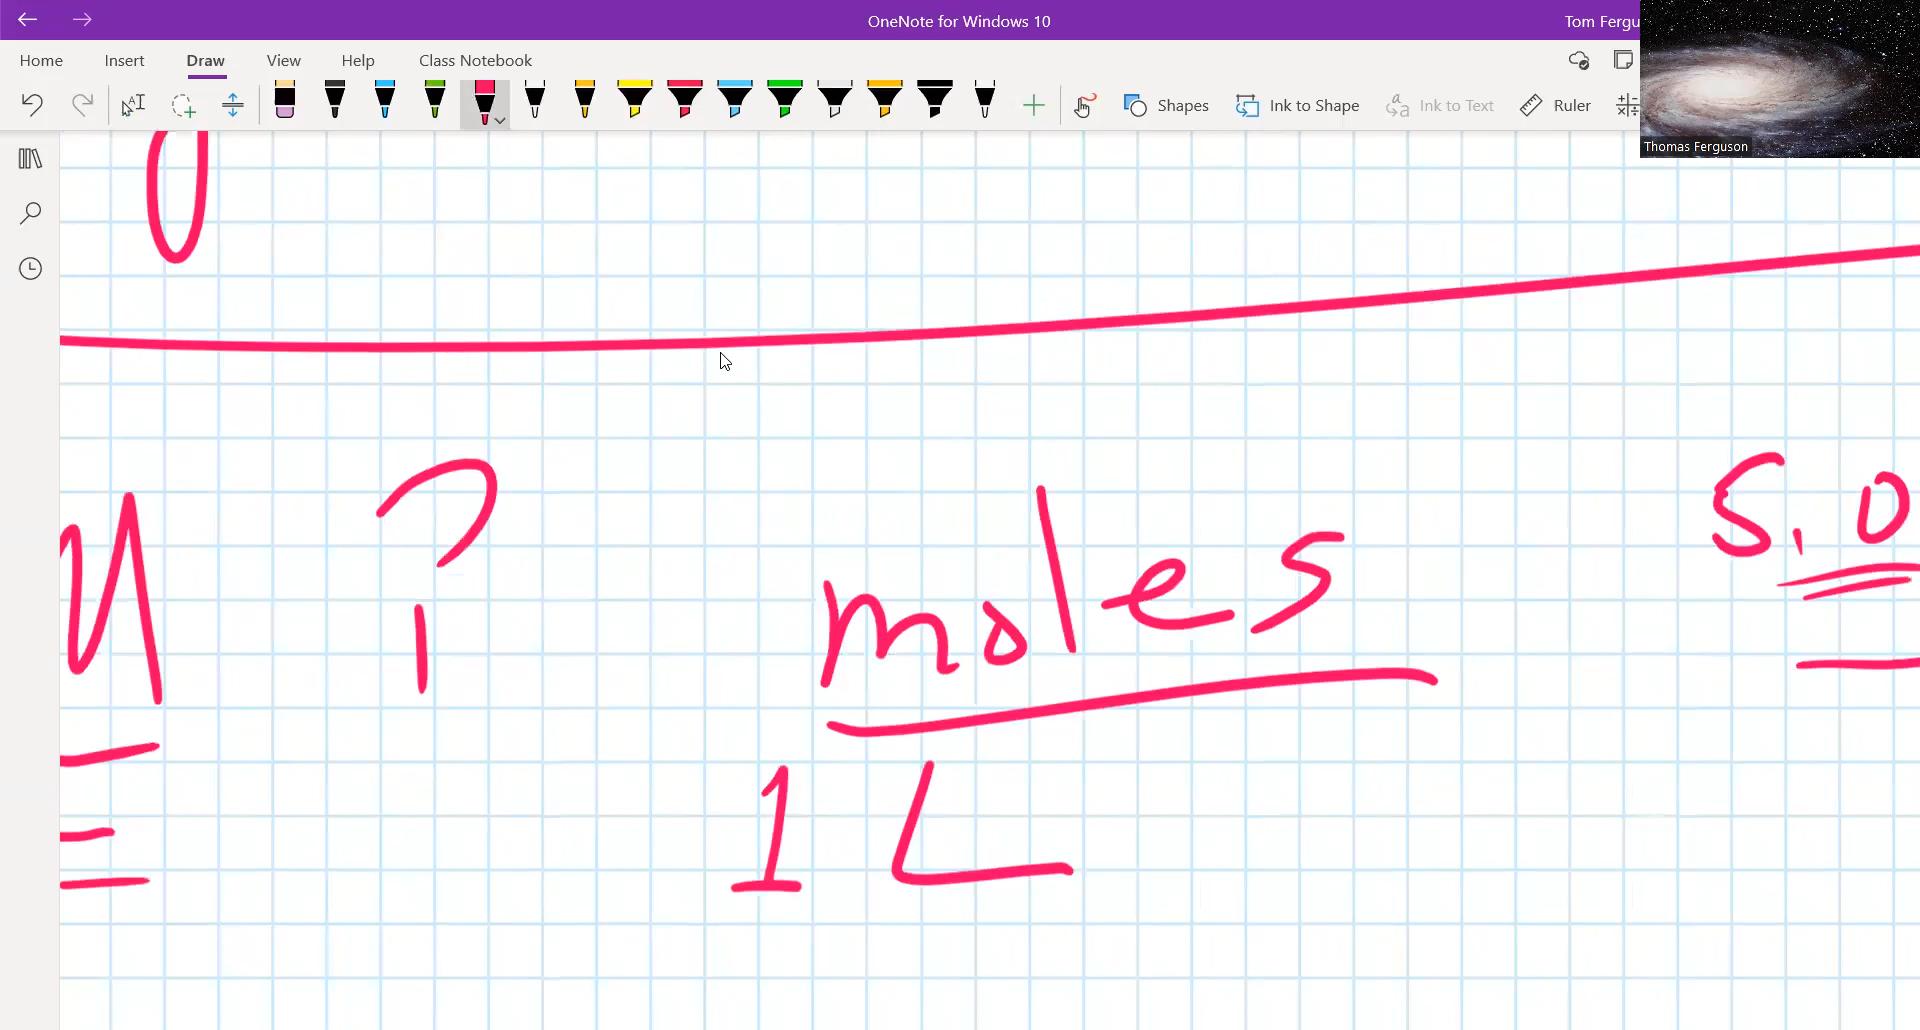 OneNote for Windows 10
Tom Fergu
Home Insert Draw View Help Class Notebook
Shapes Ink to Shape Ink to Text Ruler
Thomas Ferguson
0
M ? moles 5.0
1 L